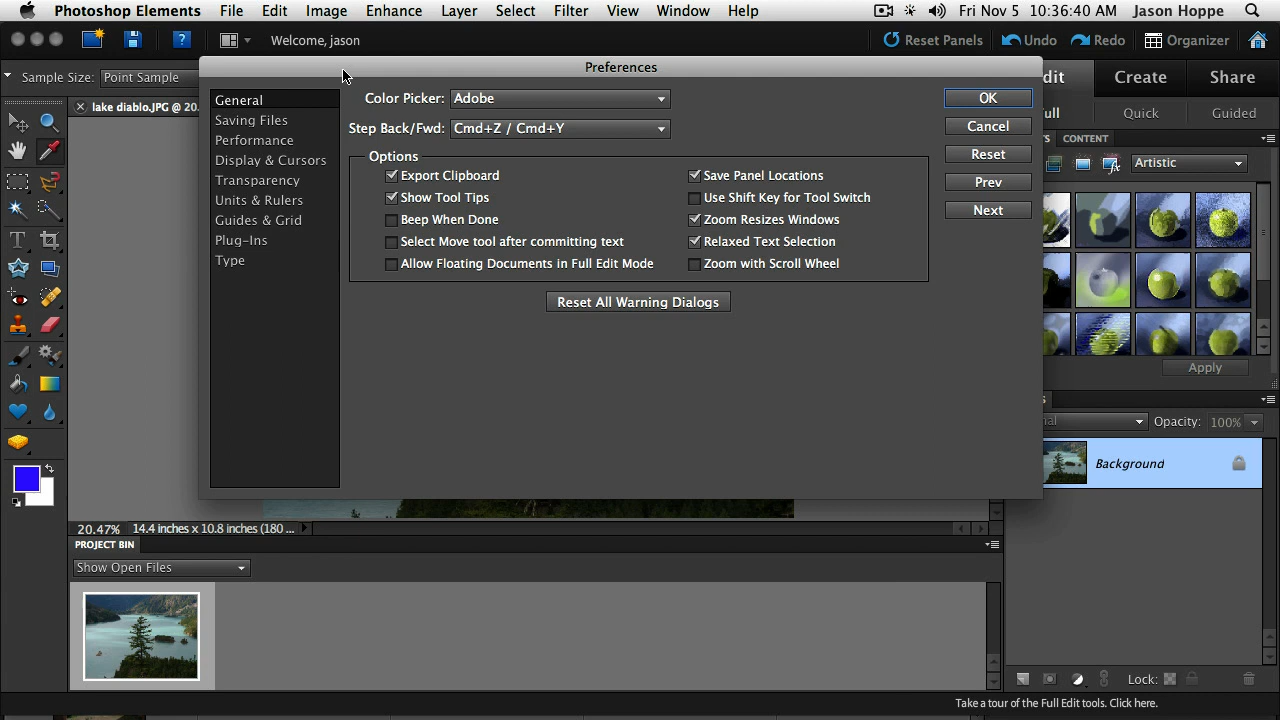 Photoshop Elements File Edit Image Enhance Layer Select Filter View Window Help Fri Nov 5 10:36:40 AM Jason Hoppe
Welcome, jason Reset Panels Undo Redo Organizer
Sample Size: Point Sample
Preferences
Create Share
lake diablo.JPG @ 20.
Quick Guided
CONTENT
Artistic
General
Saving Files
Performance
Display & Cursors
Transparency
Units & Rulers
Guides & Grid
Plug-Ins
Type
Color Picker: Adobe
Step Back/Fwd: Cmd+Z / Cmd+Y
Options
Export Clipboard
Show Tool Tips
Beep When Done
Select Move tool after committing text
Allow Floating Documents in Full Edit Mode
Save Panel Locations
Use Shift Key for Tool Switch
Zoom Resizes Windows
Relaxed Text Selection
Zoom with Scroll Wheel
Reset All Warning Dialogs
OK
Cancel
Reset
Prev
Next
Apply
Opacity: 100%
Background
20.47% 14.4 inches x 10.8 inches (180 ...
PROJECT BIN
Show Open Files
Lock:
Take a tour of the Full Edit tools. Click here.